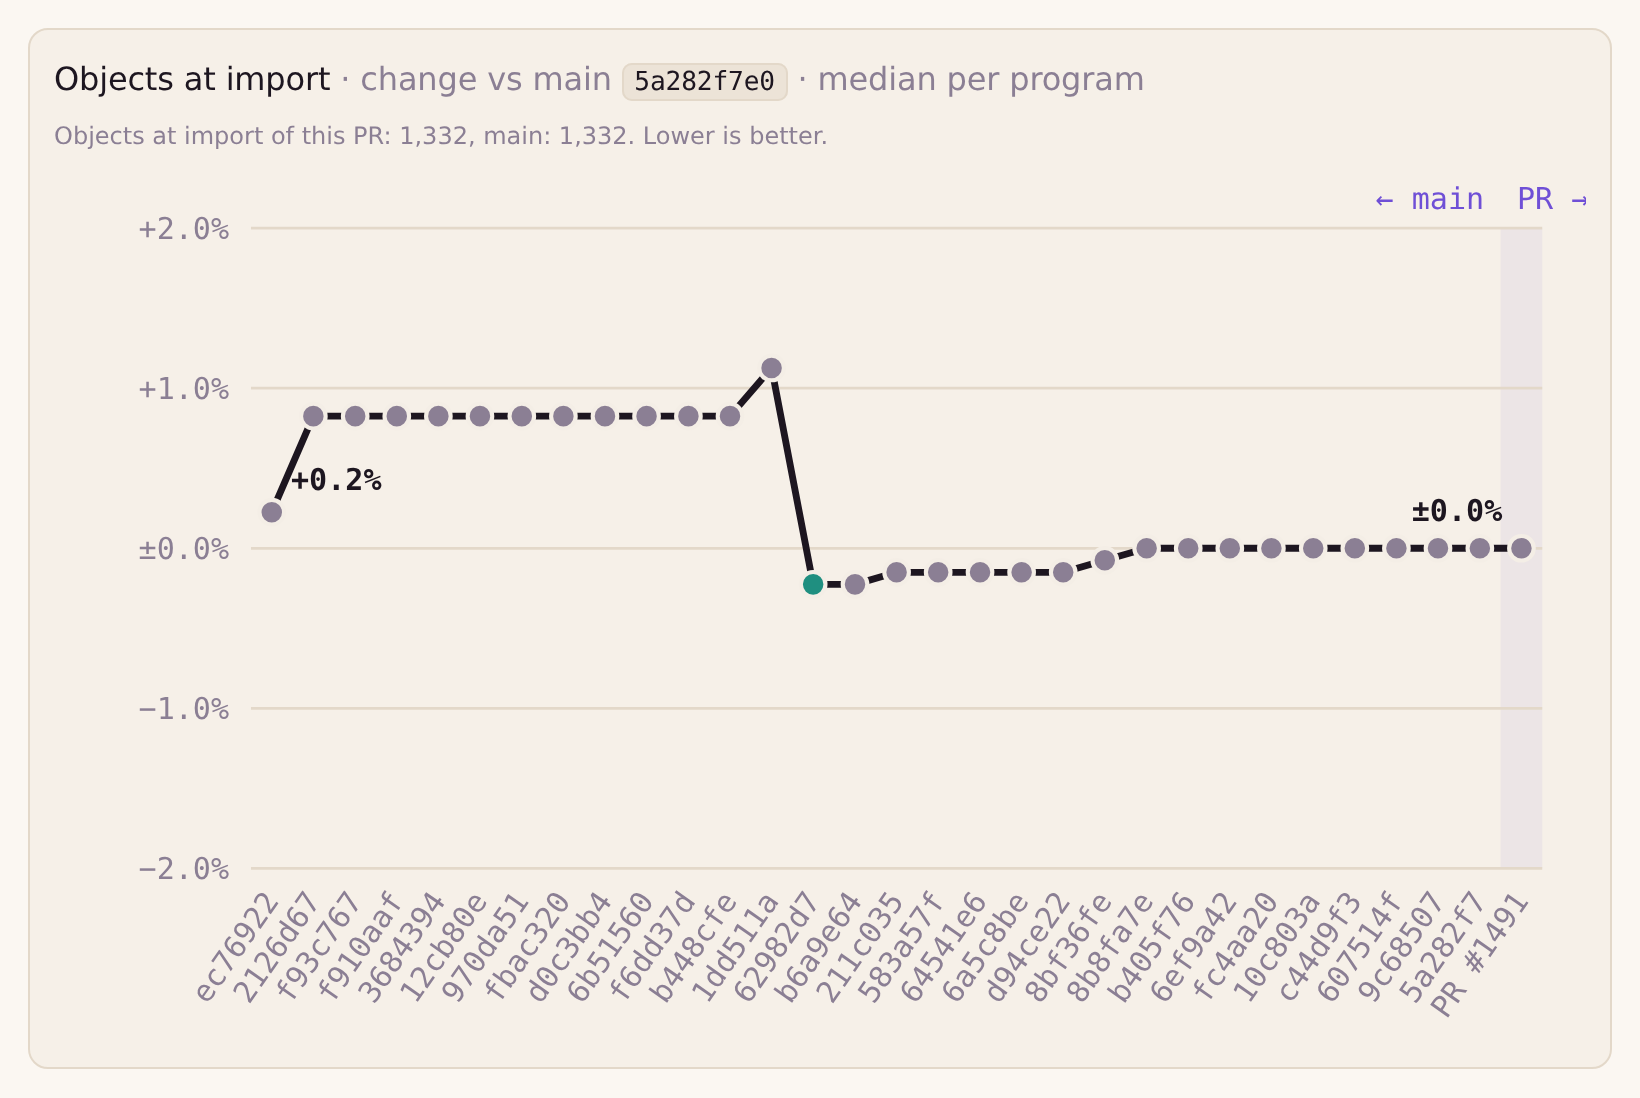 Objects at import · change vs main 5a282f7e0 · median per program
Objects at import of this PR: 1,332, main: 1,332. Lower is better.
← main PR →
+2.0%
+1.0%
±0.0%
−1.0%
−2.0%
+0.2%
±0.0%
ec76922
2126d67
f93c767
f910aaf
3684394
12cb80e
970da51
fbac320
d0c3bb4
6b51560
f6dd37d
b448cfe
1dd511a
62982d7
b6a9e64
211c035
583a57f
64541e6
6a5c8be
d94ce22
8bf36fe
8b8fa7e
b405f76
6ef9a42
fc4aa20
10c803a
c44d9f3
607514f
9c68507
5a282f7
PR #1491